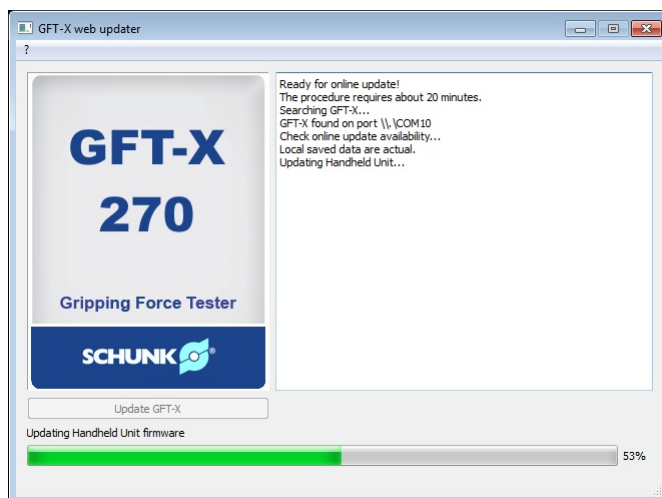 GFT-X web updater
?
GFT-X
270
Gripping Force Tester
SCHUNK
Ready for online update!
The procedure requires about 20 minutes.
Searching GFT-X...
GFT-X found on port \\.\COM10
Check online update availability...
Local saved data are actual.
Updating Handheld Unit...
Update GFT-X
Updating Handheld Unit firmware
53%